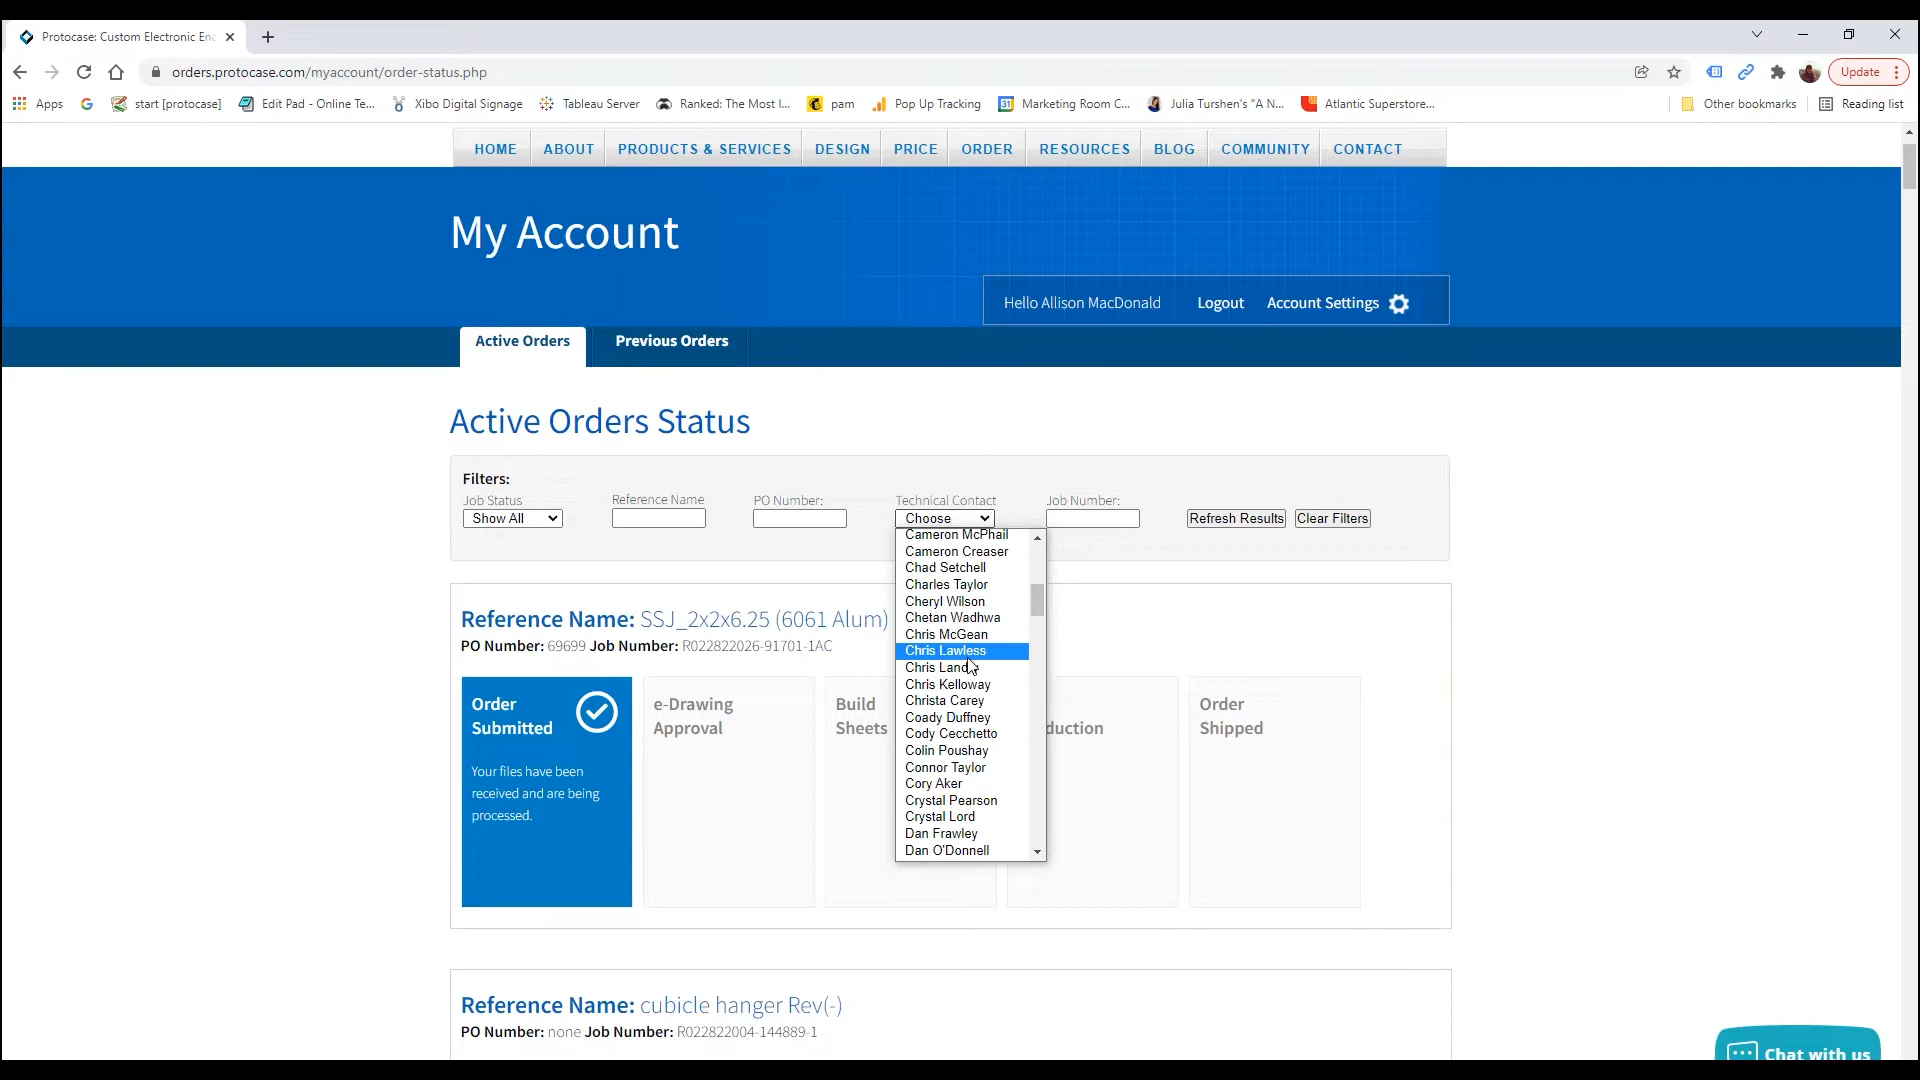 Protocase: Custom Electronic Enc
orders.protocase.com/myaccount/order-status.php
Update
Apps
start [protocase]
Edit Pad - Online Te...
Xibo Digital Signage
Tableau Server
Ranked: The Most I...
pam
Pop Up Tracking
Marketing Room C...
Julia Turshen's "A N...
Atlantic Superstore...
Other bookmarks
Reading list
HOME ABOUT PRODUCTS & SERVICES DESIGN PRICE ORDER RESOURCES BLOG COMMUNITY CONTACT
My Account
Hello Allison MacDonald Logout Account Settings
Active Orders Previous Orders
Active Orders Status
Filters:
Job Status Reference Name PO Number: Technical Contact Job Number:
Show All Choose Refresh Results Clear Filters
Cameron McPhail
Cameron Creaser
Chad Setchell
Charles Taylor
Cheryl Wilson
Chetan Wadhwa
Chris McGean
Chris Lawless
Chris
Chris Kelloway
Christa Carey
Coady Duffney
Cody Cecchetto
Colin Poushay
Connor Taylor
Cory Aker
Crystal Pearson
Crystal Lord
Dan Frawley
Dan O'Donnell
Reference Name: SSJ_2x2x6.25 (6061 Alum)
PO Number: 69699 Job Number: R022822026-91701-1AC
Order
Submitted
Your files have been
received and are being
processed.
e-Drawing
Approval
Build
Sheets
duction
Order
Shipped
Reference Name: cubicle hanger Rev(-)
PO Number: none Job Number: R022822004-144889-1
Chat with us